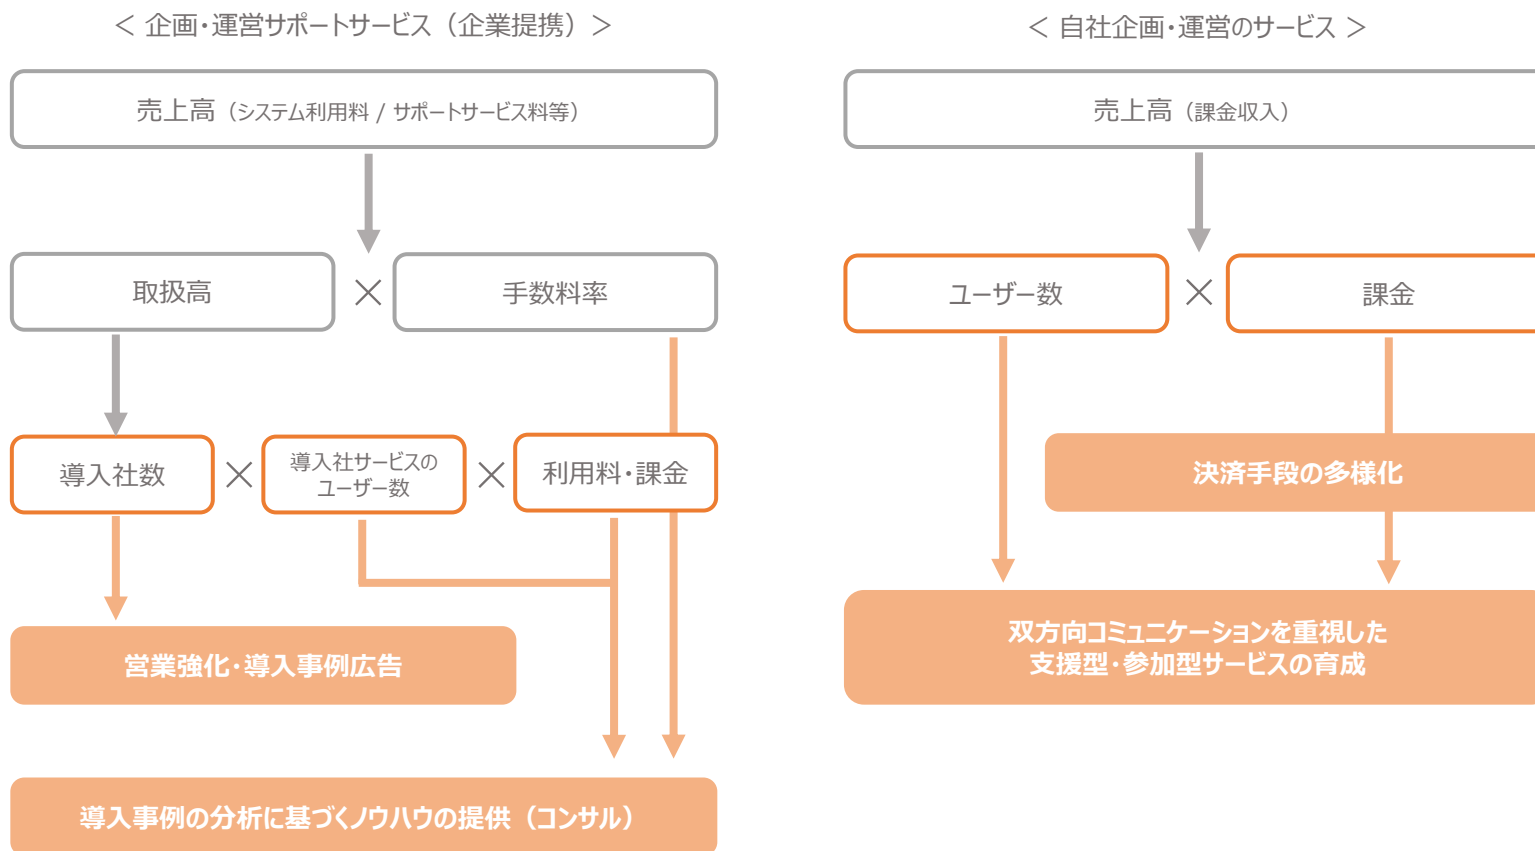 ＜ 企画・運営サポートサービス（企業提携）＞
売上高（システム利用料 / サポートサービス料等）
取扱高
×
手数料率
導入社数
×
導入社サービスの
ユーザー数
×
利用料・課金
営業強化・導入事例広告
導入事例の分析に基づくノウハウの提供（コンサル）
＜ 自社企画・運営のサービス ＞
売上高（課金収入）
ユーザー数
×
課金
決済手段の多様化
双方向コミュニケーションを重視した
支援型・参加型サービスの育成